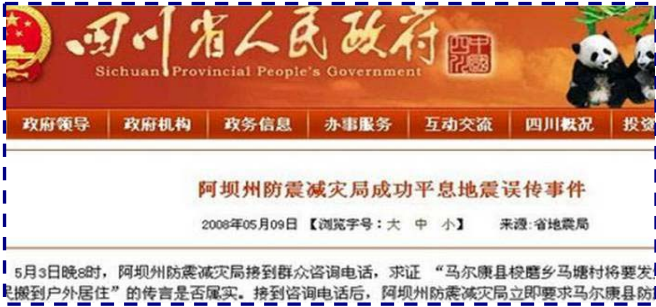 四川省人民政府
Sichuan Provincial People's Government
政府领导 政府机构 政务信息 办事服务 互动交流 四川概况 投资
阿坝州防震减灾局成功平息地震误传事件
2008年05月09日 【浏览字号:大 中 小】 来源:省地震局
5月3日晚8时,阿坝州防震减灾局接到群众咨询电话,求证 “马尔康县梭磨乡马塘村将要发
民搬到户外居住”的传言是否属实。接到咨询电话后,阿坝州防震减灾局立即要求马尔康县防